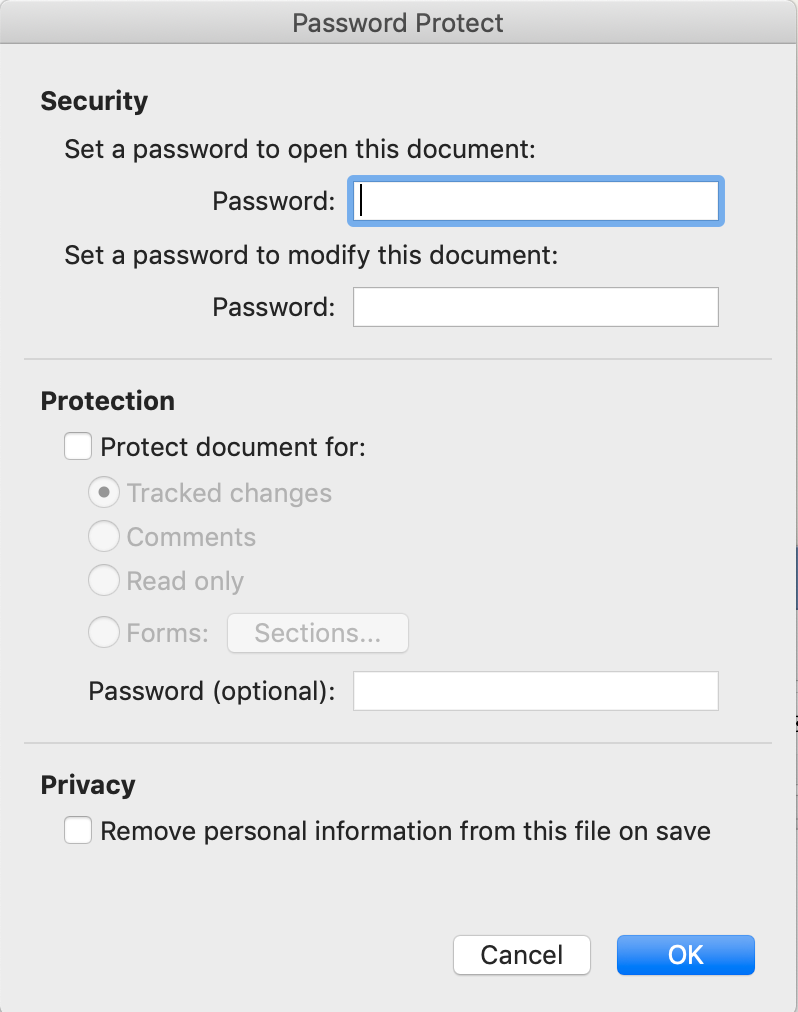 Password Protect
Security
Set a password to open this document:
Password:
Set a password to modify this document:
Password:
Protection
Protect document for:
Tracked changes
Comments
Read only
Forms: Sections...
Password (optional):
Privacy
Remove personal information from this file on save
Cancel OK